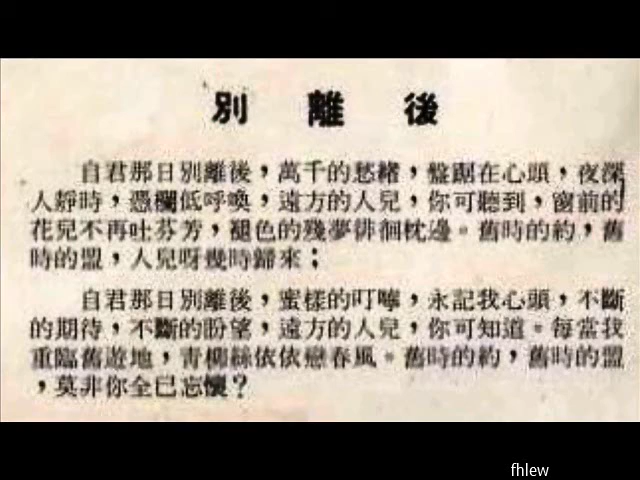 別離後
自君那日別離後，萬千的愁緒，盤踞在心頭，夜深
人靜時，憑欄低呼喚，遠方的人兒，你可聽到，窗前的
花兒不再吐芬芳，褪色的殘夢徘徊枕邊。舊時的約，舊
時的盟，人兒呀幾時歸來；
自君那日別離後，蜜樣的叮嚀，永記我心頭，不斷
的期待，不斷的盼望，遠方的人兒，你可知道。每當我
重臨舊遊地，青柳絲依依戀春風。舊時的約，舊時的盟
，莫非你全已忘懷？
fhlew